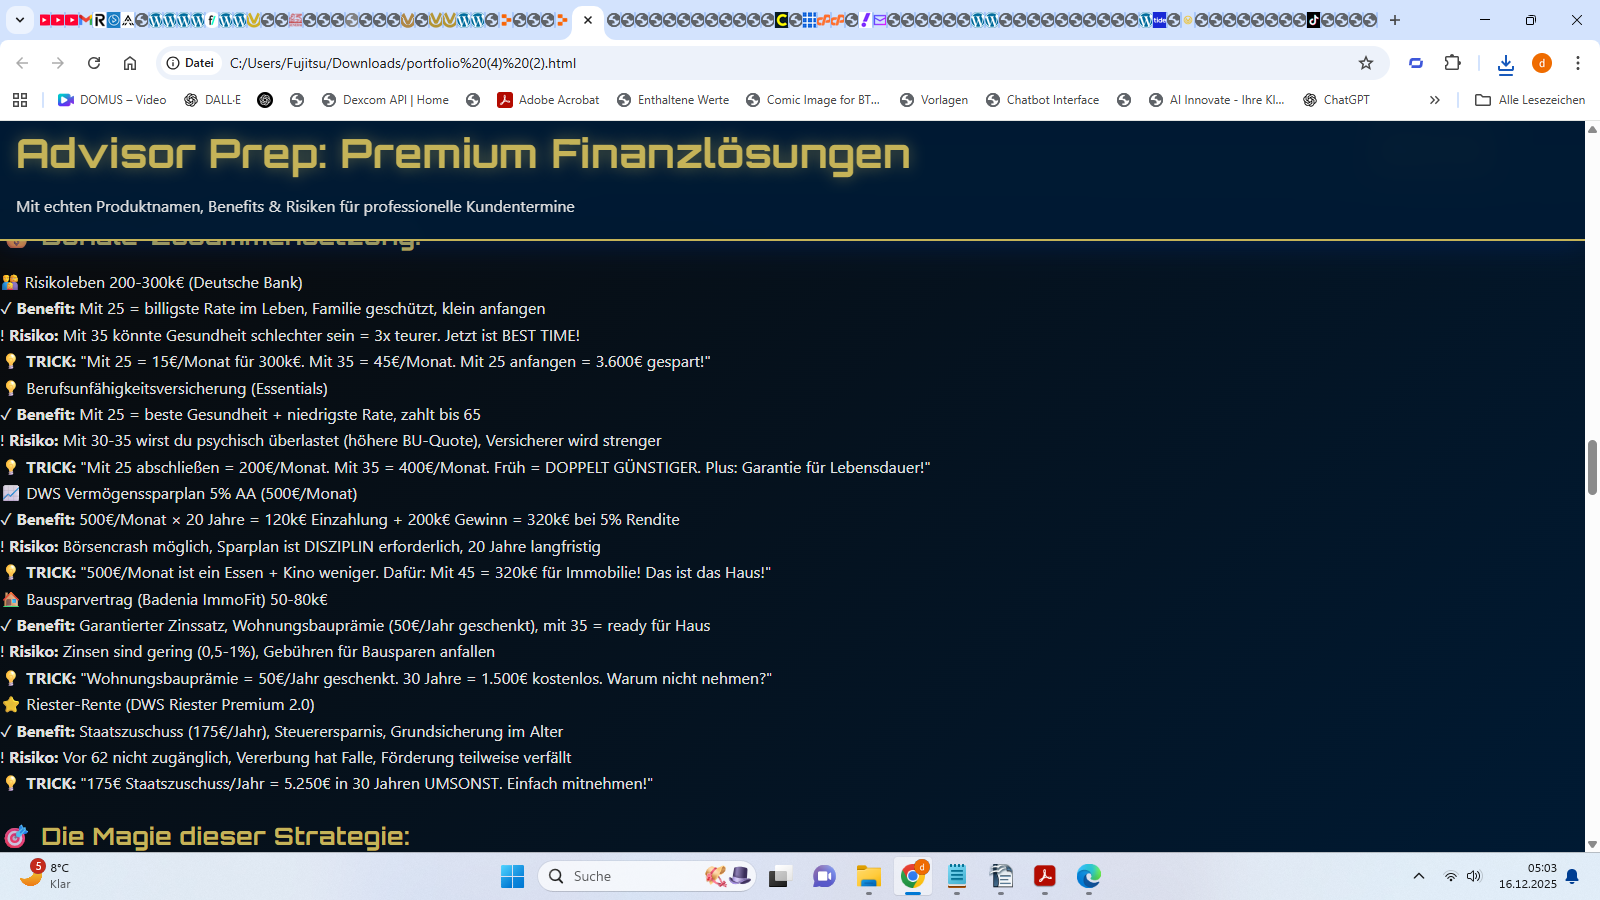 Datei
C:/Users/Fujitsu/Downloads/portfolio%20(4)%20(2).html
DOMUS – Video
DALL·E
Dexcom API | Home
Adobe Acrobat
Enthaltene Werte
Comic Image for BT...
Vorlagen
Chatbot Interface
AI Innovate - Ihre KI...
ChatGPT
Alle Lesezeichen
Advisor Prep: Premium Finanzlösungen
Mit echten Produktnamen, Benefits & Risiken für professionelle Kundentermine
👥 Risikoleben 200-300k€ (Deutsche Bank)
✓ Benefit: Mit 25 = billigste Rate im Leben, Familie geschützt, klein anfangen
! Risiko: Mit 35 könnte Gesundheit schlechter sein = 3x teurer. Jetzt ist BEST TIME!
💡 TRICK: "Mit 25 = 15€/Monat für 300k€. Mit 35 = 45€/Monat. Mit 25 anfangen = 3.600€ gespart!"
💡 Berufsunfähigkeitsversicherung (Essentials)
✓ Benefit: Mit 25 = beste Gesundheit + niedrigste Rate, zahlt bis 65
! Risiko: Mit 30-35 wirst du psychisch überlastet (höhere BU-Quote), Versicherer wird strenger
💡 TRICK: "Mit 25 abschließen = 200€/Monat. Mit 35 = 400€/Monat. Früh = DOPPELT GÜNSTIGER. Plus: Garantie für Lebensdauer!"
📈 DWS Vermögenssparplan 5% AA (500€/Monat)
✓ Benefit: 500€/Monat × 20 Jahre = 120k€ Einzahlung + 200k€ Gewinn = 320k€ bei 5% Rendite
! Risiko: Börsencrash möglich, Sparplan ist DISZIPLIN erforderlich, 20 Jahre langfristig
💡 TRICK: "500€/Monat ist ein Essen + Kino weniger. Dafür: Mit 45 = 320k€ für Immobilie! Das ist das Haus!"
🏠 Bausparvertrag (Badenia ImmoFit) 50-80k€
✓ Benefit: Garantierter Zinssatz, Wohnungsbauprämie (50€/Jahr geschenkt), mit 35 = ready für Haus
! Risiko: Zinsen sind gering (0,5-1%), Gebühren für Bausparen anfallen
💡 TRICK: "Wohnungsbauprämie = 50€/Jahr geschenkt. 30 Jahre = 1.500€ kostenlos. Warum nicht nehmen?"
⭐ Riester-Rente (DWS Riester Premium 2.0)
✓ Benefit: Staatszuschuss (175€/Jahr), Steuerersparnis, Grundsicherung im Alter
! Risiko: Vor 62 nicht zugänglich, Vererbung hat Falle, Förderung teilweise verfällt
💡 TRICK: "175€ Staatszuschuss/Jahr = 5.250€ in 30 Jahren UMSONST. Einfach mitnehmen!"
🎯 Die Magie dieser Strategie:
5
8°C
Klar
Suche
05:03
16.12.2025